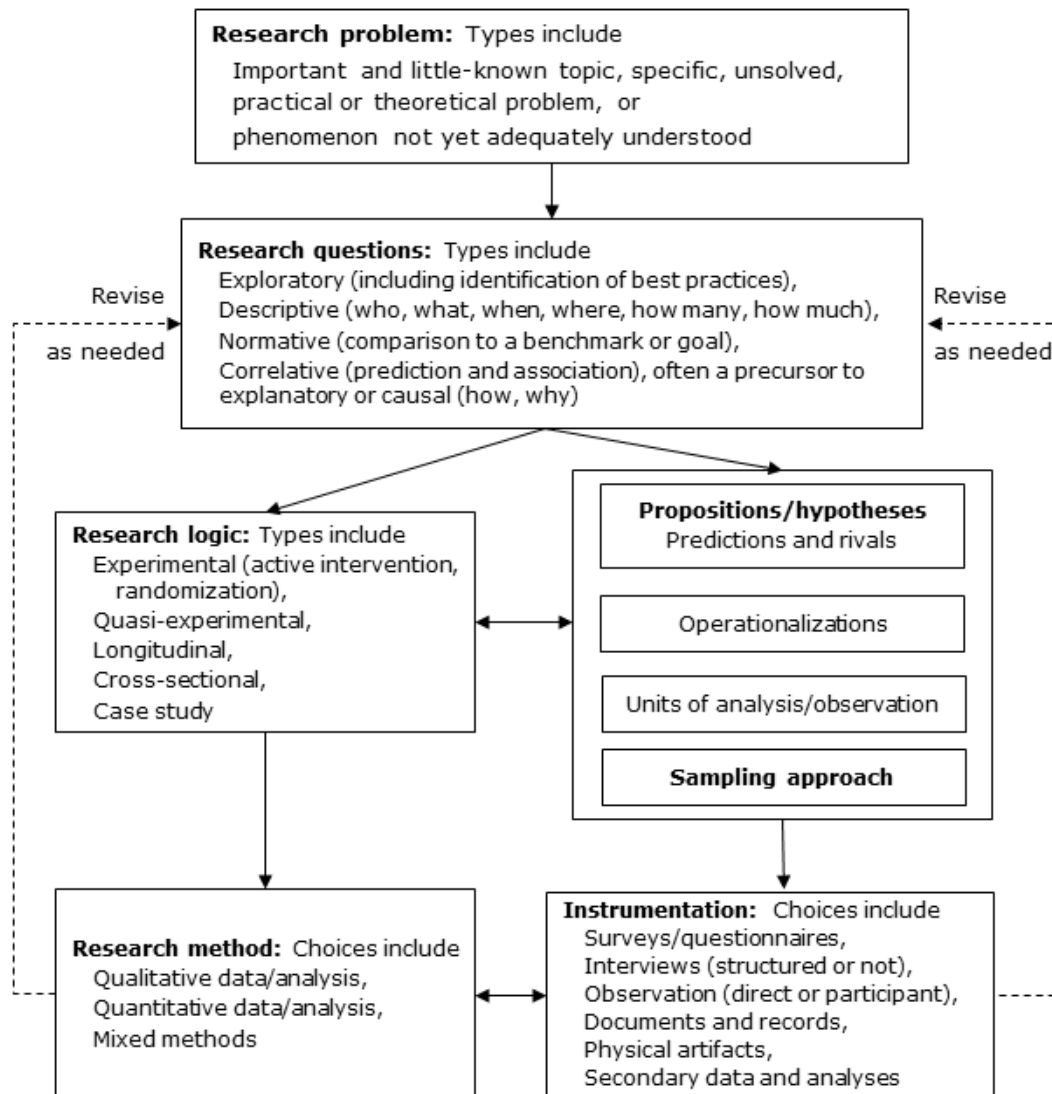 Research problem: Types include
Important and little-known topic, specific, unsolved,
practical or theoretical problem, or
phenomenon not yet adequately understood
Research questions: Types include
Exploratory (including identification of best practices),
Descriptive (who, what, when, where, how many, how much),
Normative (comparison to a benchmark or goal),
Correlative (prediction and association), often a precursor to
explanatory or causal (how, why)
Revise
as needed
Revise
as needed
Research logic: Types include
Experimental (active intervention,
randomization),
Quasi-experimental,
Longitudinal,
Cross-sectional,
Case study
Propositions/hypotheses
Predictions and rivals
Operationalizations
Units of analysis/observation
Sampling approach
Research method: Choices include
Qualitative data/analysis,
Quantitative data/analysis,
Mixed methods
Instrumentation: Choices include
Surveys/questionnaires,
Interviews (structured or not),
Observation (direct or participant),
Documents and records,
Physical artifacts,
Secondary data and analyses